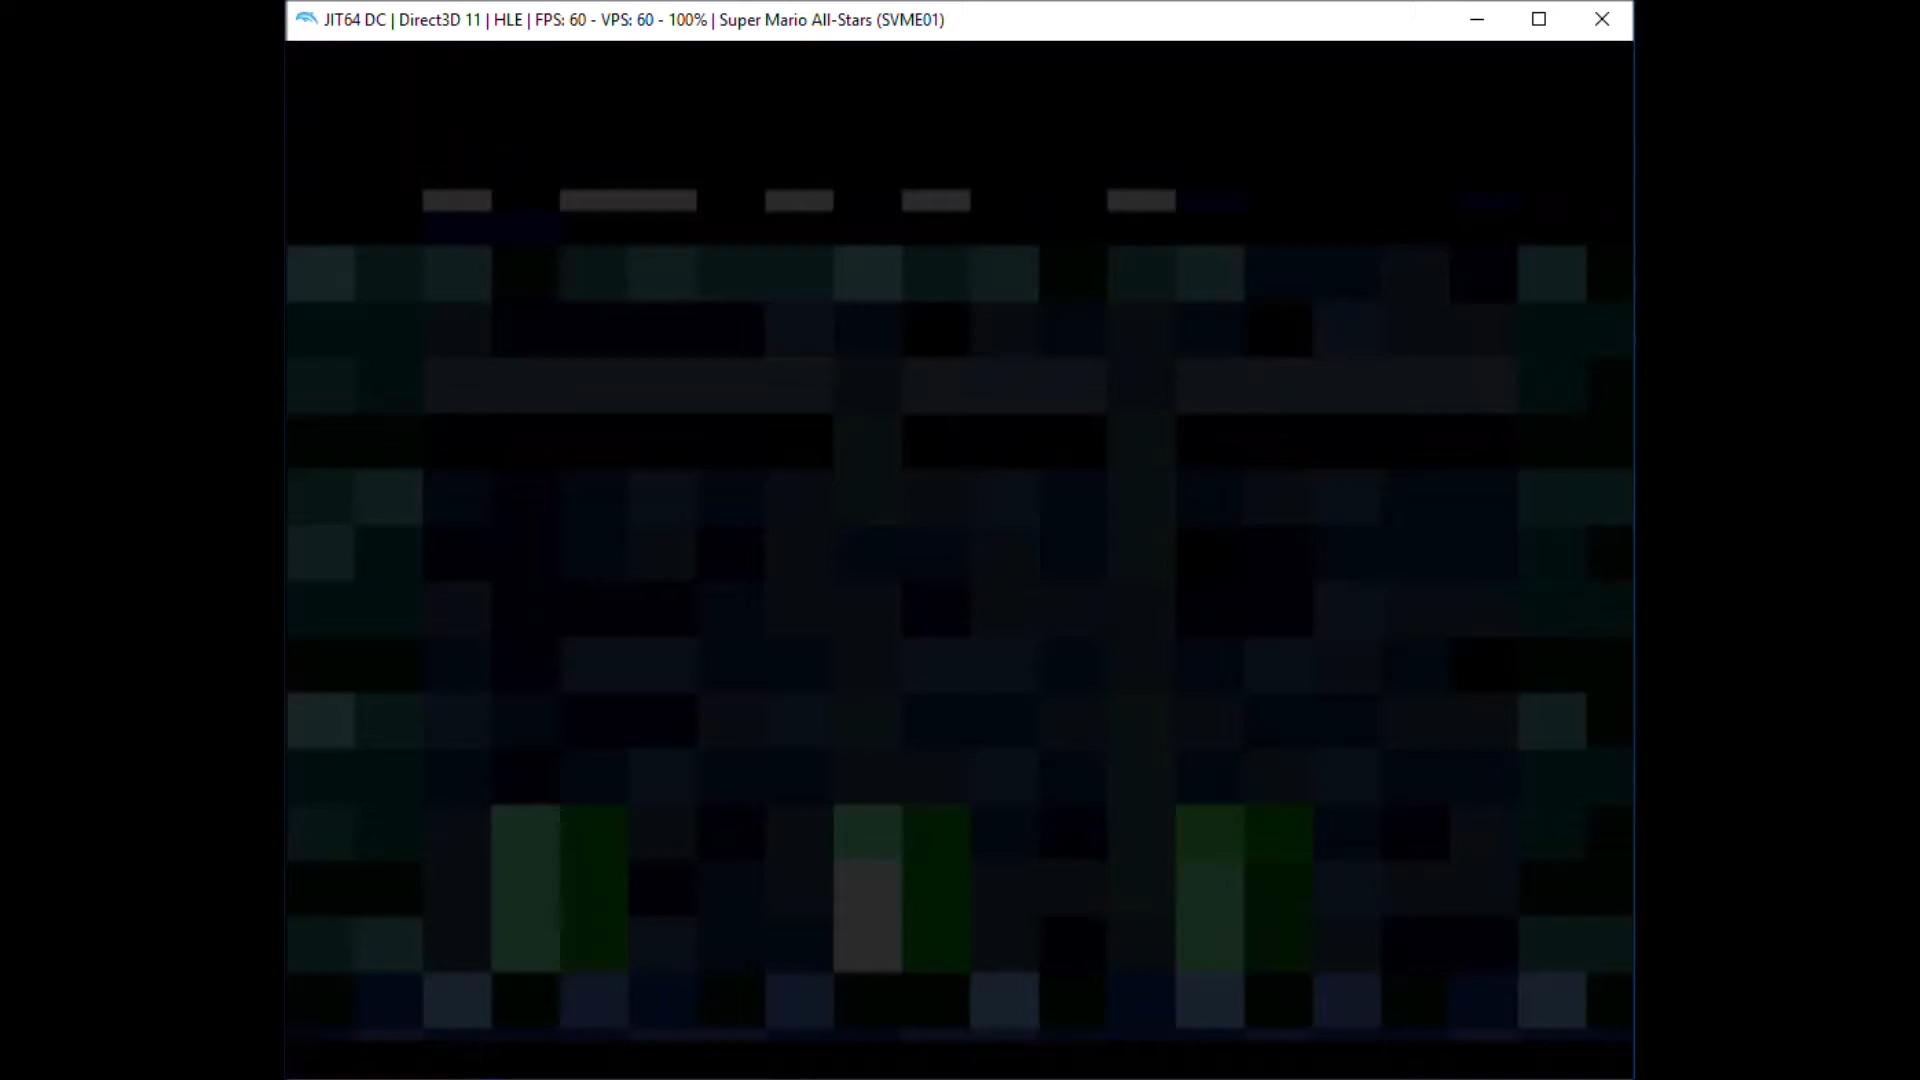 JIT64 DC | Direct3D 11 | HLE | FPS: 60 - VPS: 60 - 100% | Super Mario All-Stars (SVME01)